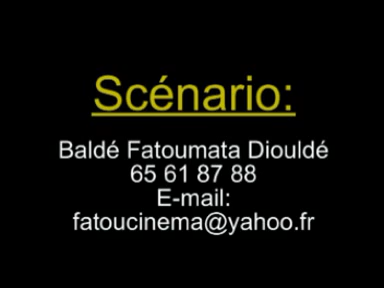 Scénario:
Baldé Fatoumata Diouldé
65 61 87 88
E-mail:
fatoucinema@yahoo.fr